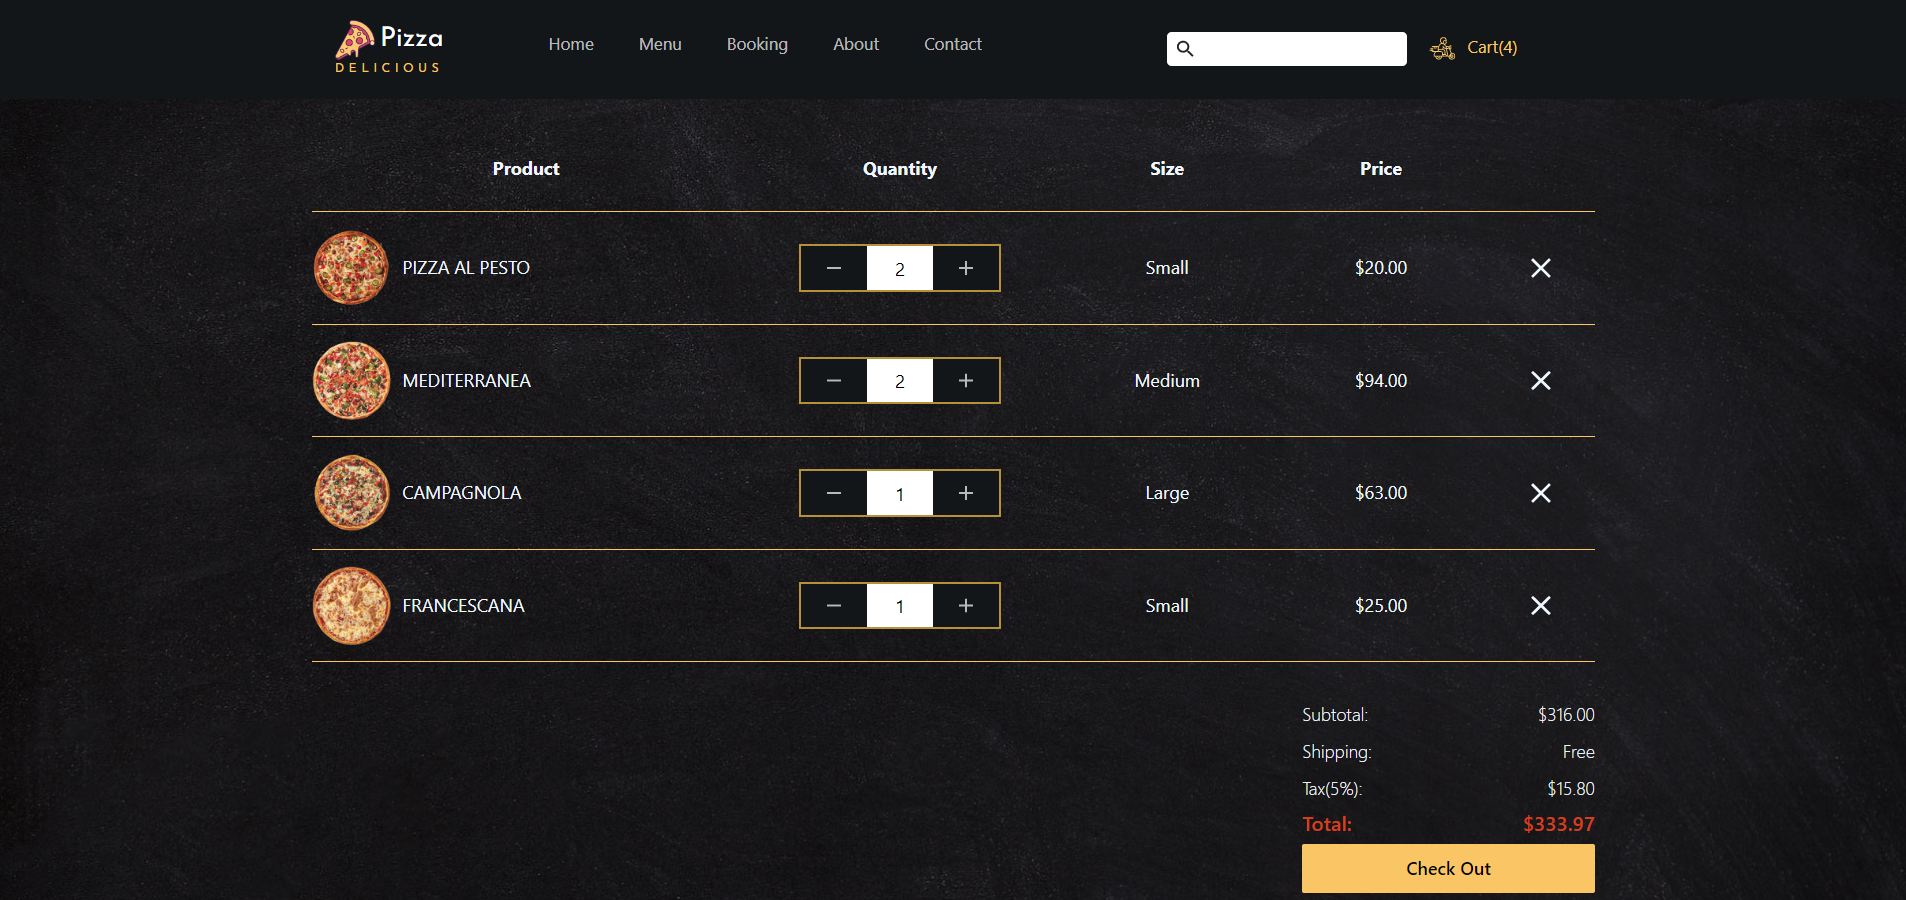 Pizza
DELICIOUS
Home Menu Booking About Contact
Cart(4)
Product Quantity Size Price
PIZZA AL PESTO 2 Small $20.00
MEDITERRANEA 2 Medium $94.00
CAMPAGNOLA 1 Large $63.00
FRANCESCANA 1 Small $25.00
Subtotal: $316.00
Shipping: Free
Tax(5%): $15.80
Total: $333.97
Check Out